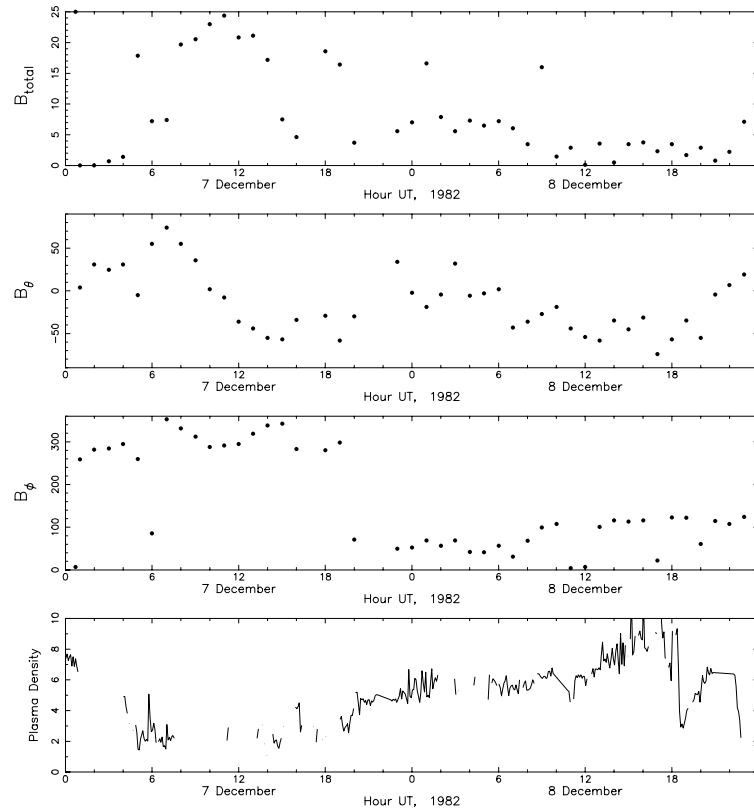 25
20
15
10
5
0
B_total
0 6 12 18 0 6 12 18
7 December 8 December
Hour UT, 1982
50
0
−50
B_θ
0 6 12 18 0 6 12 18
7 December 8 December
Hour UT, 1982
300
200
100
0
B_ϕ
0 6 12 18 0 6 12 18
7 December 8 December
Hour UT, 1982
10
8
6
4
2
0
Plasma Density
0 6 12 18 0 6 12 18
7 December 8 December
Hour UT, 1982